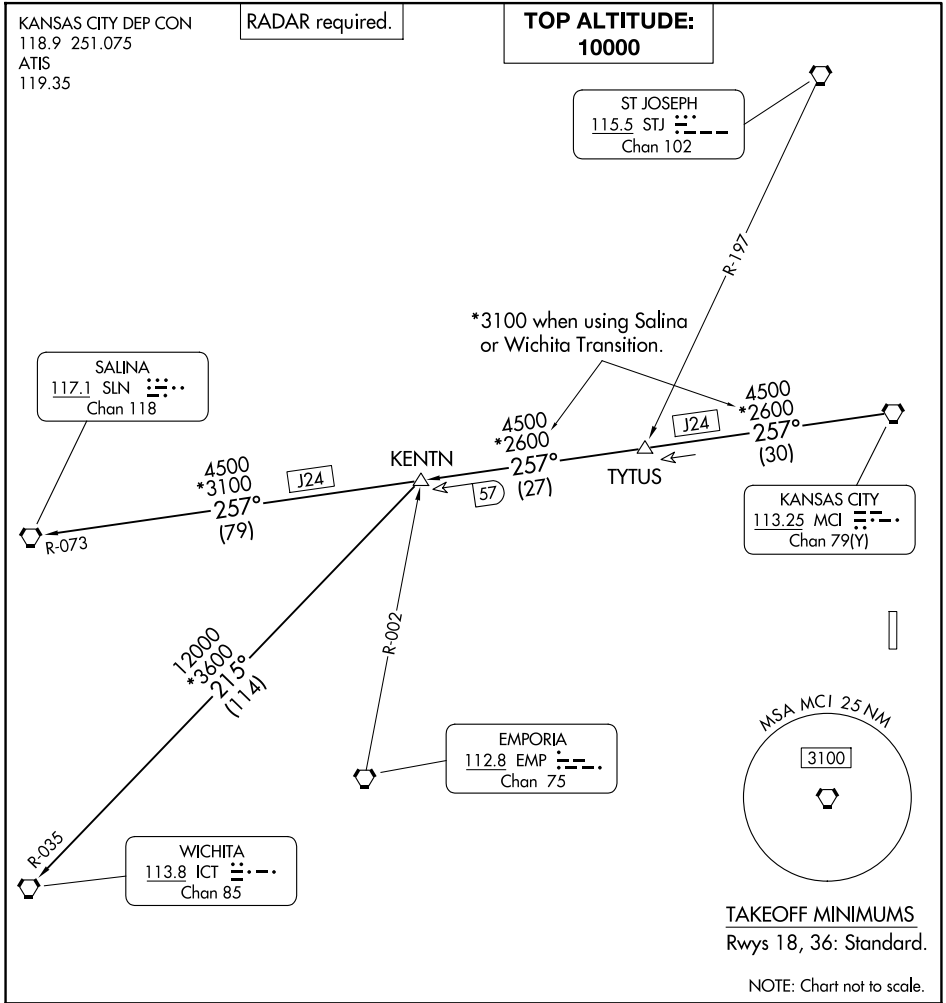 KANSAS CITY DEP CON
118.9 251.075
ATIS
119.35
RADAR required.
TOP ALTITUDE:
10000
ST JOSEPH
115.5 STJ
Chan 102
R-197
*3100 when using Salina
or Wichita Transition.
SALINA
117.1 SLN
Chan 118
4500
*2600
257°
(30)
J24
4500
*2600
257°
(27)
TYTUS
KENTN
57
4500
*3100
257°
(79)
J24
R-073
KANSAS CITY
113.25 MCI
Chan 79(Y)
R-002
12000
*3600
215°
(114)
EMPORIA
112.8 EMP
Chan 75
MSA MCI 25 NM
3100
R-035
WICHITA
113.8 ICT
Chan 85
TAKEOFF MINIMUMS
Rwys 18, 36: Standard.
NOTE: Chart not to scale.